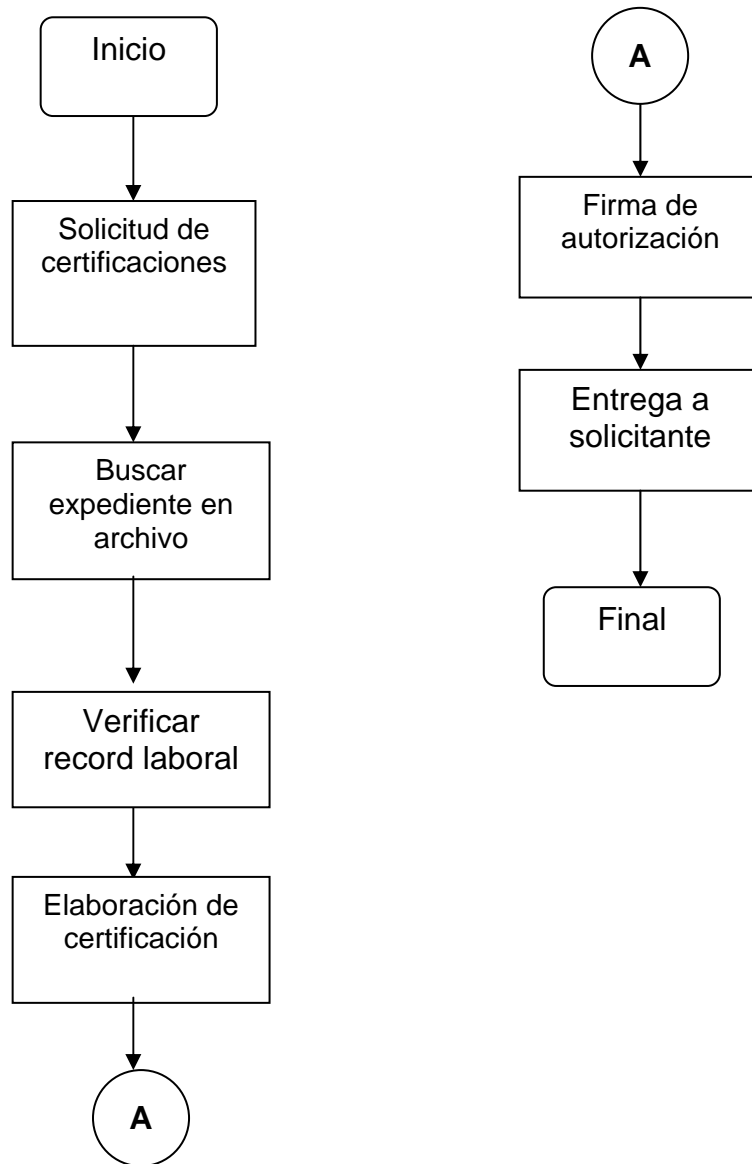 Inicio
Solicitud de
certificaciones
Buscar
expediente en
archivo
Verificar
record laboral
Elaboración de
certificación
A
A
Firma de
autorización
Entrega a
solicitante
Final